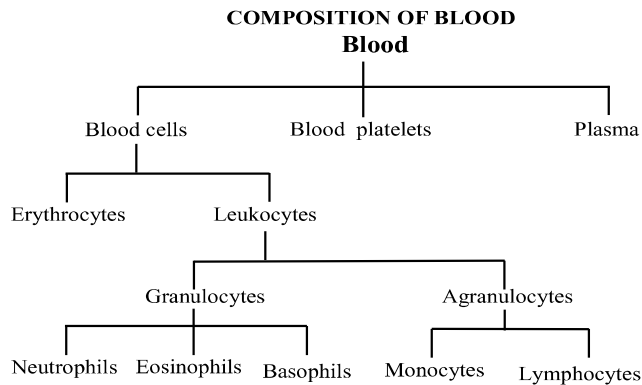 COMPOSITION OF BLOOD
Blood
Blood cells Blood platelets Plasma
Erythrocytes Leukocytes
Granulocytes Agranulocytes
Neutrophils Eosinophils Basophils Monocytes Lymphocytes